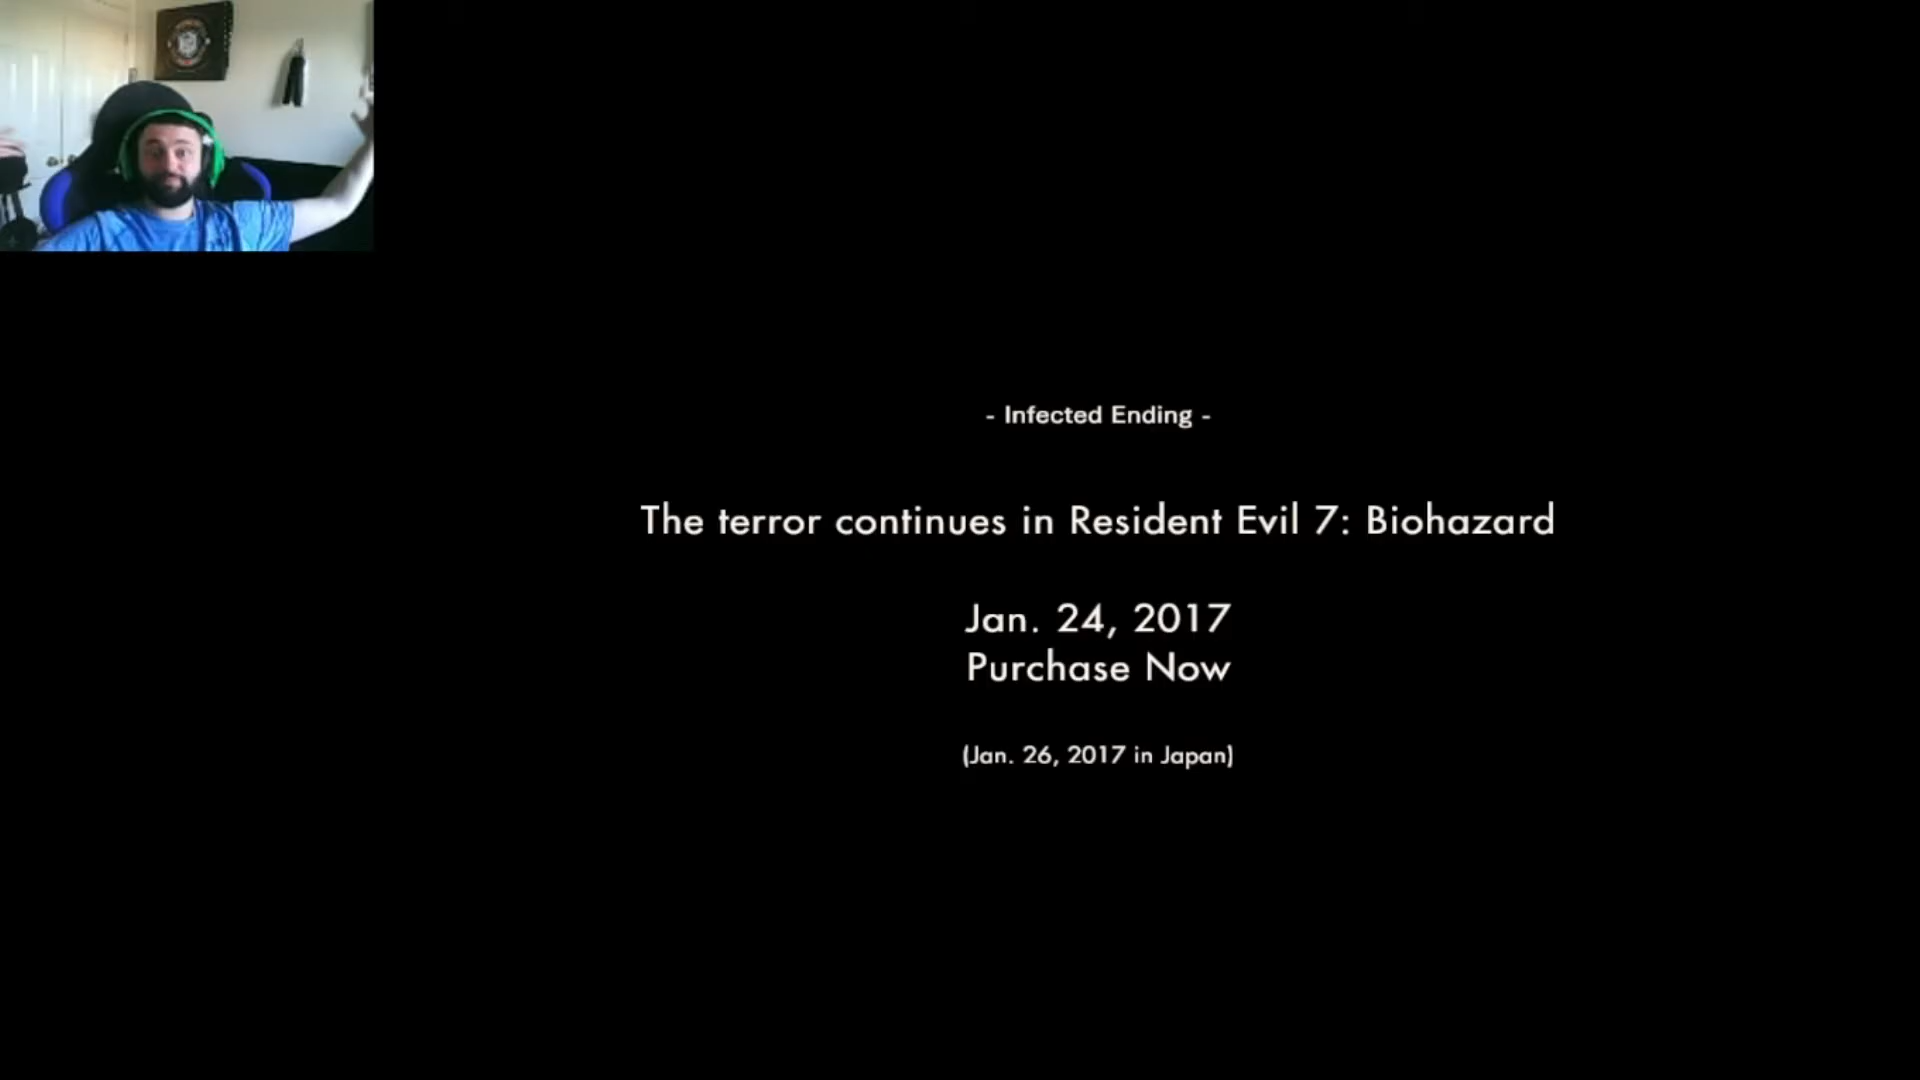 - Infected Ending -
The terror continues in Resident Evil 7: Biohazard
Jan. 24, 2017
Purchase Now
(Jan. 26, 2017 in Japan)